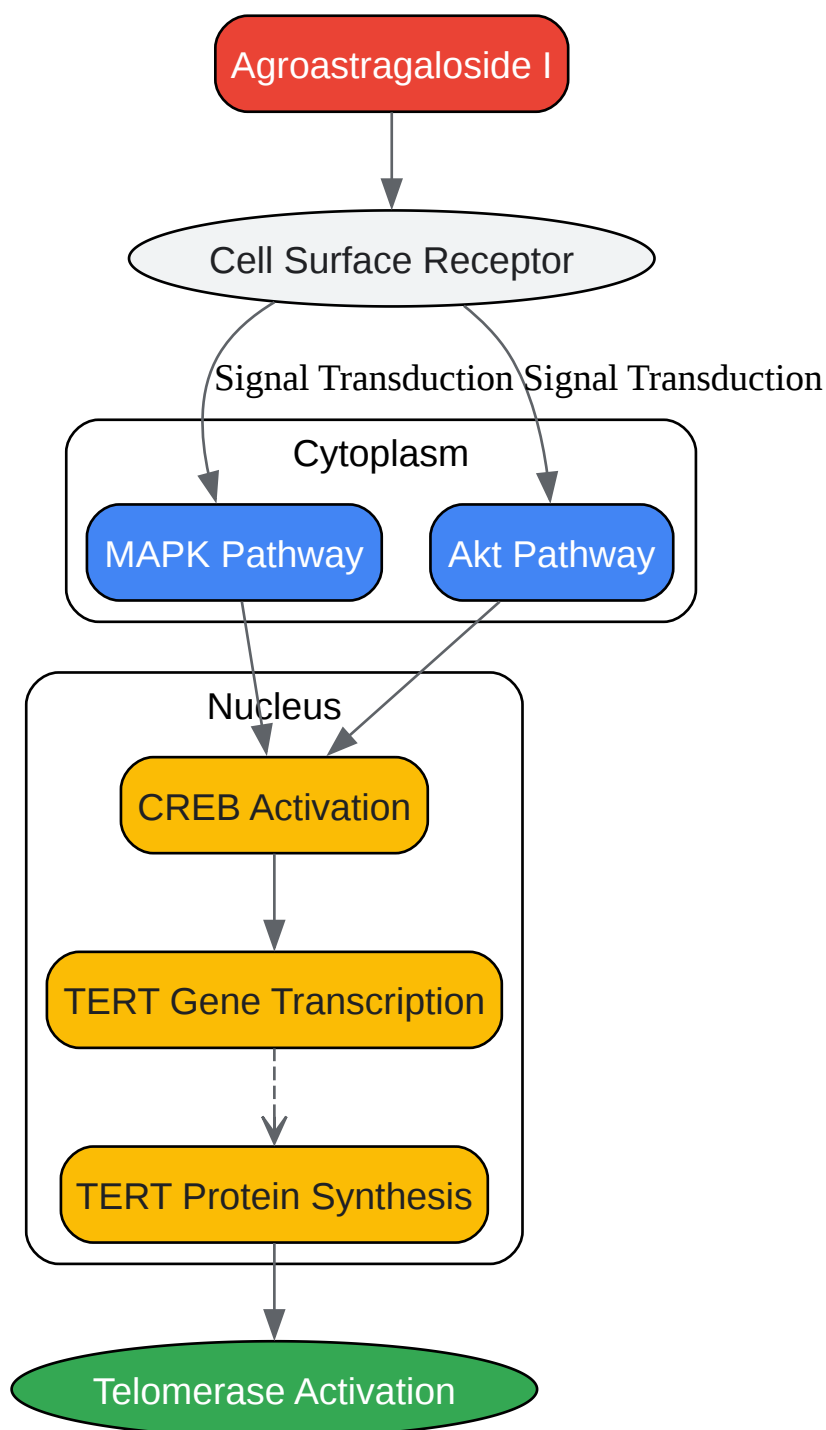 Agroastragaloside I
Cell Surface Receptor
Signal Transduction
Signal Transduction
Cytoplasm
MAPK Pathway
Akt Pathway
Nucleus
CREB Activation
TERT Gene Transcription
TERT Protein Synthesis
Telomerase Activation